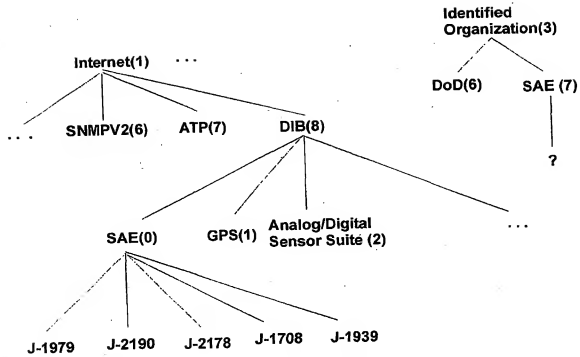 Identified
Organization(3)
Internet(1) ...
DoD(6) SAE (7)
... SNMPV2(6) ATP(7) DIB(8)
?
SAE(0) GPS(1) Analog/Digital
Sensor Suite (2) ...
J-1979 J-2190 J-2178 J-1708 J-1939